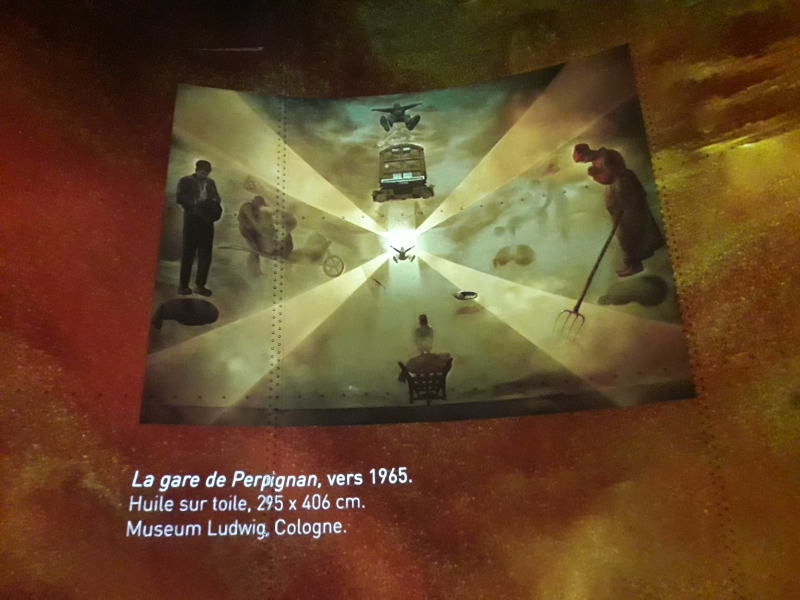 La gare de Perpignan, vers 1965.
Huile sur toile, 295 x 406 cm.
Museum Ludwig, Cologne.